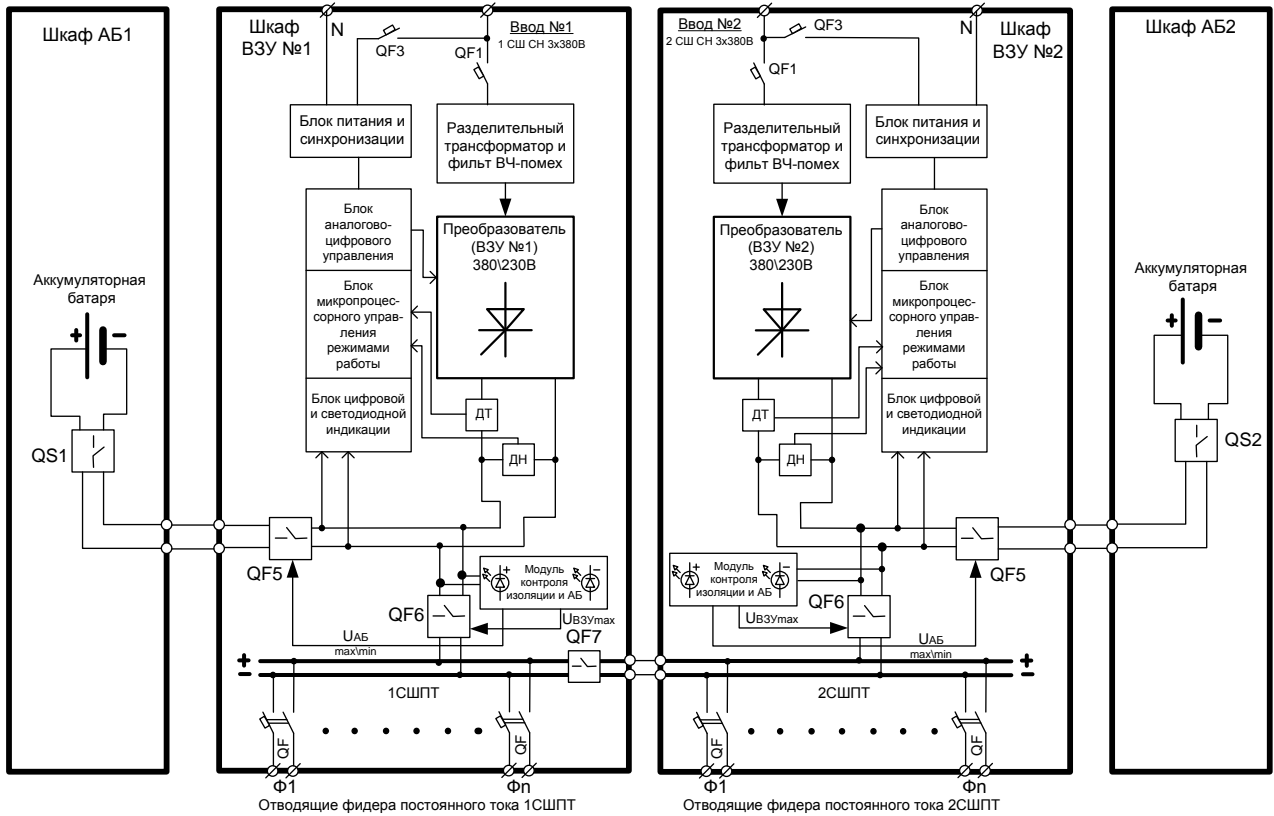 Шкаф АБ1
Аккумуляторная
батаря
+
−
QS1
Шкаф
ВЗУ №1
N
QF3
Ввод №1
1 СШ СН 3х380В
QF1
Блок питания и
синхронизации
Разделительный
трансформатор и
фильт ВЧ-помех
Блок
аналогово-
цифрового
управления
Блок
микропроцес-
сорного управ-
ления
режимами
работы
Блок цифровой
и светодиодной
индикации
Преобразователь
(ВЗУ №1)
380\230В
ДТ
ДН
QF5
Модуль
контроля
изоляции и АБ
+
−
QF6
UВЗУmax
UАБ
max\min
QF7
+
−
1СШПТ
QF
QF
Ф1
Фn
Отводящие фидера постоянного тока 1СШПТ
Ввод №2
2 СШ СН 3х380В
QF3
N
Шкаф
ВЗУ №2
QF1
Разделительный
трансформатор и
фильт ВЧ-помех
Блок питания и
синхронизации
Преобразователь
(ВЗУ №2)
380\230В
Блок
аналогово-
цифрового
управления
Блок
микропроцес-
сорного управ-
ления
режимами
работы
Блок цифровой
и светодиодной
индикации
ДТ
ДН
QF5
Модуль
контроля
изоляции и АБ
+
−
QF6
UВЗУmax
UАБ
max\min
+
−
2СШПТ
QF
QF
Ф1
Фn
Отводящие фидера постоянного тока 2СШПТ
Шкаф АБ2
Аккумуляторная
батаря
+
−
QS2